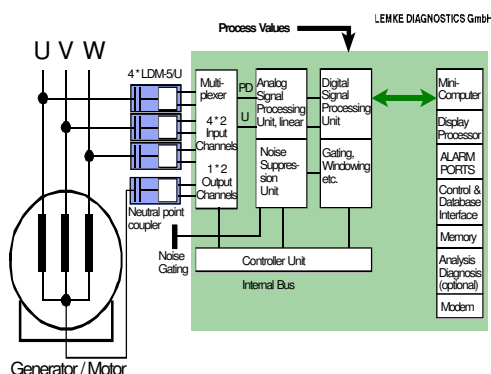 LEMKE DIAGNOSTICS GmbH
Process Values
U V W
4 * LDM-5/U
Multi-
plexer
4 * 2
Input
Channels
1 * 2
Output
Channels
PD
U
Analog
Signal
Processing
Unit, linear
Noise
Suppres-
sion
Unit
Digital
Signal
Processing
Unit
Gating,
Windowing
etc.
Mini-
Computer
Display
Processor
ALARM
PORTS
Control &
Database
Interface
Memory
Analysis
Diagnosis
(optional)
Modem
Neutral point
coupler
Noise
Gating
Controller Unit
Internal Bus
Generator / Motor